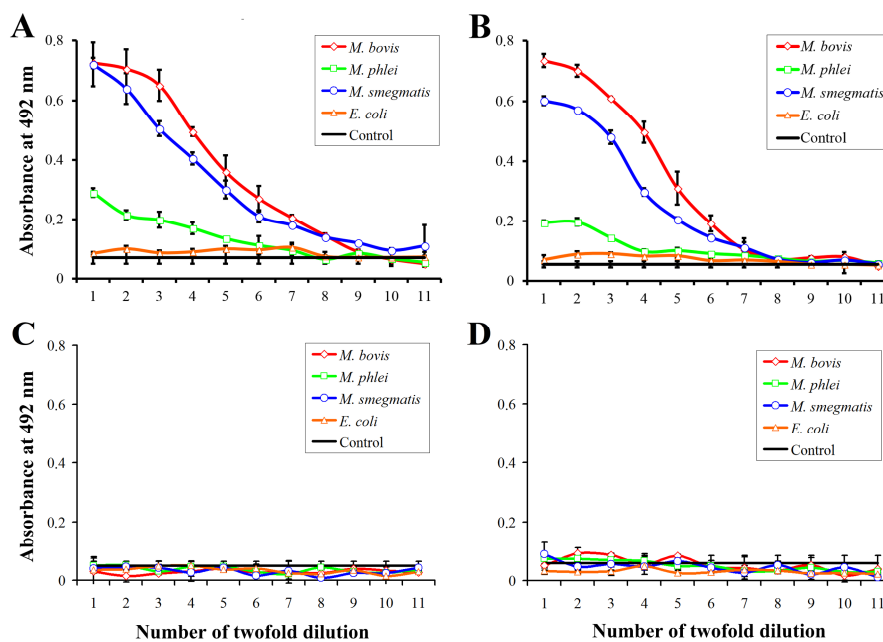 A
0.8
0.6
0.4
0.2
0
Absorbance at 492 nm
M. bovis
M. phlei
M. smegmatis
E. coli
Control
1 2 3 4 5 6 7 8 9 10 11
B
0.8
0.6
0.4
0.2
0
M. bovis
M. phlei
M. smegmatis
E. coli
Control
1 2 3 4 5 6 7 8 9 10 11
C
0.8
0.6
0.4
0.2
0
Absorbance at 492 nm
M. bovis
M. phlei
M. smegmatis
E. coli
Control
1 2 3 4 5 6 7 8 9 10 11
Number of twofold dilution
D
0.8
0.6
0.4
0.2
0
M. bovis
M. phlei
M. smegmatis
E. coli
Control
1 2 3 4 5 6 7 8 9 10 11
Number of twofold dilution